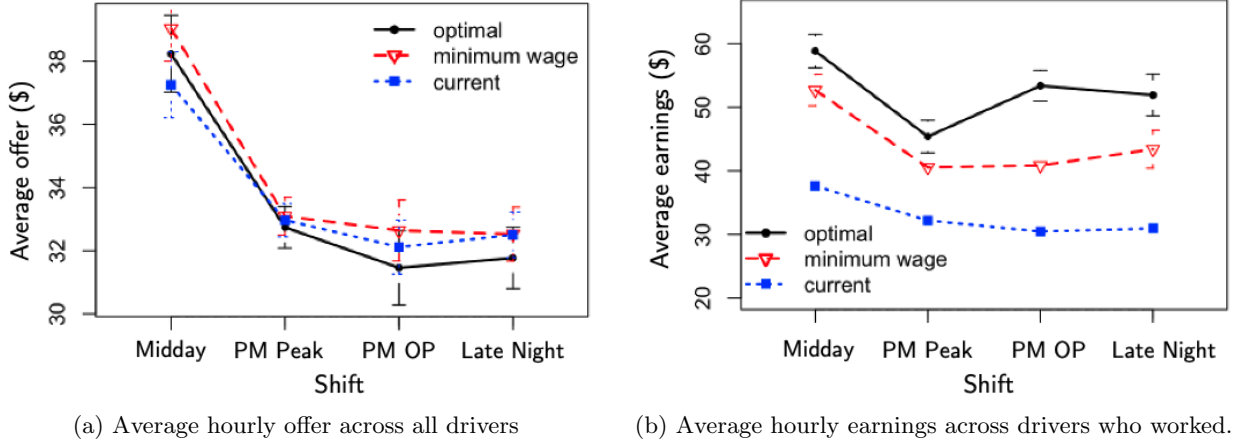 Average offer ($)
38
36
34
32
30
optimal
minimum wage
current
Midday
PM Peak
PM OP
Late Night
Shift
(a) Average hourly offer across all drivers
Average earnings ($)
60
50
40
30
20
optimal
minimum wage
current
Midday
PM Peak
PM OP
Late Night
Shift
(b) Average hourly earnings across drivers who worked.